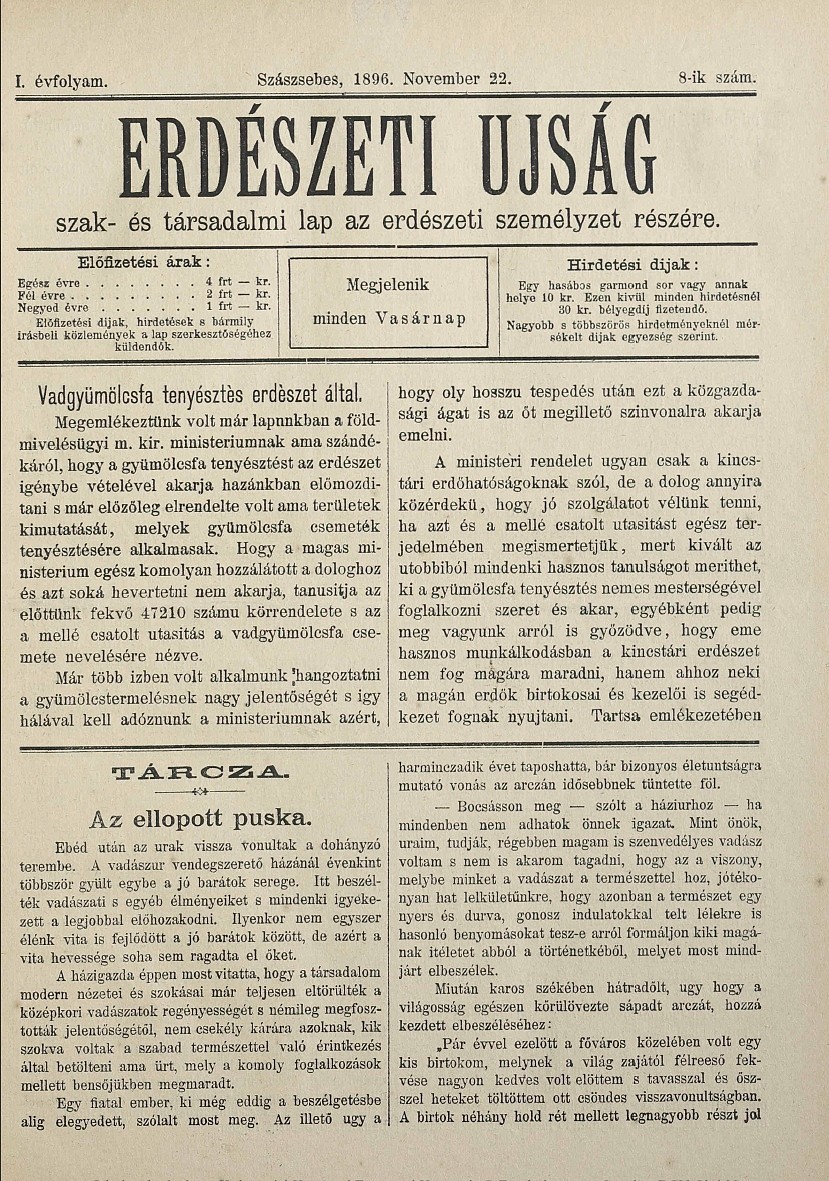 I. évfolyam.
Szászsebes, 1896. November 22.
8-ik szám.
ERDÉSZETI UJSÁG
szak- és társadalmi lap az erdészeti személyzet részére.
Előfizetési árak:
Egész évre . . . . . . . . 4 frt — kr.
Fél évre . . . . . . . . . 2 frt — kr.
Negyed évre . . . . . . . 1 frt — kr.
Előfizetési dijak, hirdetések s bármily
irásbeli közlemények a lap szerkesztőségéhez
küldendők.
Megjelenik
minden Vasárnap
Hirdetési dijak:
Egy hasábos garmond sor vagy annak
helye 10 kr. Ezen kivül minden hirdetésnél
30 kr. bélyegdij fizetendő.
Nagyobb s többszörös hirdetményeknél mér-
sékelt dijak egyezség szerint.
Vadgyümölcsfa tenyésztès erdèszet által.
Megemlékeztünk volt már lapunkban a föld-
mivelésügyi m. kir. ministeriumnak ama szándé-
káról, hogy a gyümölcsfa tenyésztést az erdészet
igénybe vételével akarja hazánkban előmozdi-
tani s már előzőleg elrendelte volt ama területek
kimutatását, melyek gyümölcsfa csemeték
tenyésztésére alkalmasak. Hogy a magas mi-
nisterium egész komolyan hozzálátott a dologhoz
és azt soká hevertetni nem akarja, tanusitja az
előttünk fekvő 47210 számu körrendelete s az
a mellé csatolt utasitás a vadgyümölcsfa cse-
mete nevelésére nézve.
Már több izben volt alkalmunk hangoztatni
a gyümölcstermelésnek nagy jelentőségét s igy
hálával kell adóznunk a ministeriumnak azért,
hogy oly hosszu tespedés után ezt a közgazda-
sági ágat is az őt megillető szinvonalra akarja
emelni.
A ministeri rendelet ugyan csak a kincs-
tári erdőhatóságoknak szól, de a dolog annyira
közérdekü, hogy jó szolgálatot vélünk tenni,
ha azt és a mellé csatolt utasitást egész ter-
jedelmében megismertetjük, mert kivált az
utobbiból mindenki hasznos tanulságot merithet,
ki a gyümölcsfa tenyésztés nemes mesterségével
foglalkozni szeret és akar, egyébként pedig
meg vagyunk arról is győződve, hogy eme
hasznos munkálkodásban a kincstári erdészet
nem fog magára maradni, hanem ahhoz neki
a magán erdők birtokosai és kezelői is segéd-
kezet fognak nyujtani. Tartsa emlékezetében
TÁRCZA.
Az ellopott puska.
Ebéd után az urak vissza vonultak a dohányzó
terembe. A vadászur vendegszerető házánál évenkint
többször gyült egybe a jó barátok serege. Itt beszél-
ték vadászati s egyéb élményeiket s mindenki igyeke-
zett a legjobbal előhozakodni. Ilyenkor nem egyszer
élénk vita is fejlődött a jó barátok között, de azért a
vita hevessége soha sem ragadta el őket.
A házigazda éppen most vitatta, hogy a társadalom
modern nézetei és szokásai már teljesen eltörülték a
középkori vadászatok regényességét s némileg megfosz-
tották jelentőségétől, nem csekély kárára azoknak, kik
szokva voltak a szabad természettel való érintkezés
által betölteni ama ürt, mely a komoly foglalkozások
mellett bensőjükben megmaradt.
Egy fiatal ember, ki még eddig a beszélgetésbe
alig elegyedett, szólalt most meg. Az illető ugy a
harminczadik évet taposhatta, bár bizonyos életuntságra
mutató vonás az arczán idősebbnek tüntette föl.
— Bocsásson meg — szólt a háziurhoz — ha
mindenben nem adhatok önnek igazat. Mint önök,
uraim, tudják, régebben magam is szenvedélyes vadász
voltam s nem is akarom tagadni, hogy az a viszony,
melybe minket a vadászat a természettel hoz, jótéko-
nyan hat lelkületünkre, hogy azonban a természet egy
nyers és durva, gonosz indulatokkal telt lélekre is
hasonló benyomásokat tesz-e arról formáljon kiki magá-
nak itéletet abból a történetkéből, melyet most mind-
járt elbeszélek.
Miután karos székében hátradőlt, ugy hogy a
világosság egészen körülövezte sápadt arczát, hozzá
kezdett elbeszéléséhez:
„Pár évvel ezelött a főváros közelében volt egy
kis birtokom, melynek a világ zajától félreeső fek-
vése nagyon kedves volt elöttem s tavasszal és ősz-
szel heteket töltöttem ott csöndes visszavonultságban.
A birtok néhány hold rét mellett legnagyobb részt jol